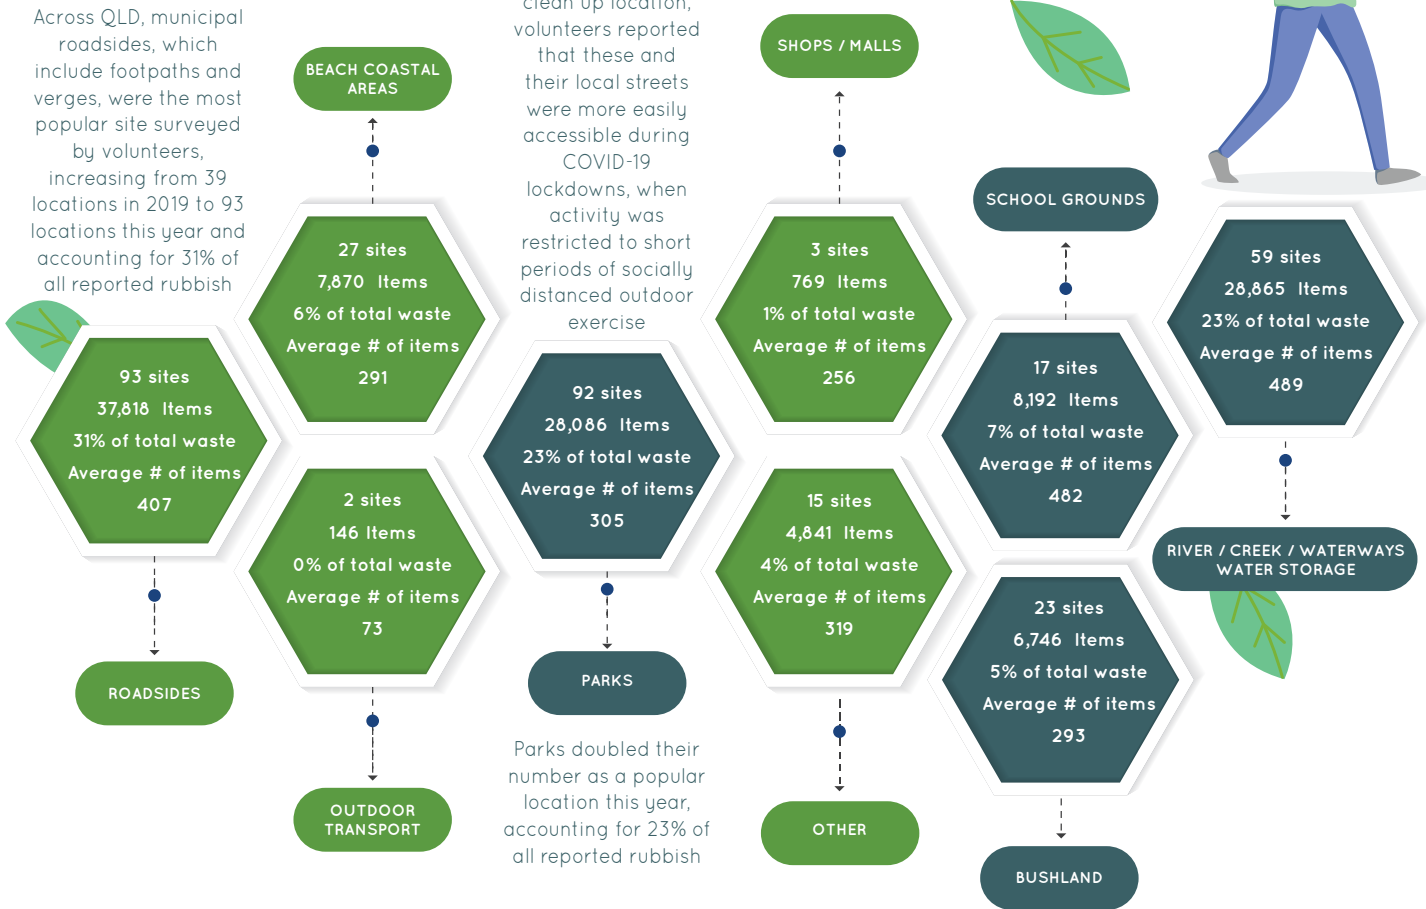 Across QLD, municipal
roadsides, which
include footpaths and
verges, were the most
popular site surveyed
by volunteers,
increasing from 39
locations in 2019 to 93
locations this year and
accounting for 31% of
all reported rubbish
BEACH COASTAL
AREAS
clean up location,
volunteers reported
that these and
their local streets
were more easily
accessible during
COVID-19
lockdowns, when
activity was
restricted to short
periods of socially
distanced outdoor
exercise
SHOPS / MALLS
SCHOOL GROUNDS
27 sites
7,870 Items
6% of total waste
Average # of items
291
3 sites
769 Items
1% of total waste
Average # of items
256
59 sites
28,865 Items
23% of total waste
Average # of items
489
93 sites
37,818 Items
31% of total waste
Average # of items
407
92 sites
28,086 Items
23% of total waste
Average # of items
305
17 sites
8,192 Items
7% of total waste
Average # of items
482
2 sites
146 Items
0% of total waste
Average # of items
73
15 sites
4,841 Items
4% of total waste
Average # of items
319
RIVER / CREEK / WATERWAYS
WATER STORAGE
23 sites
6,746 Items
5% of total waste
Average # of items
293
ROADSIDES
PARKS
Parks doubled their
number as a popular
location this year,
accounting for 23% of
all reported rubbish
OUTDOOR
TRANSPORT
OTHER
BUSHLAND